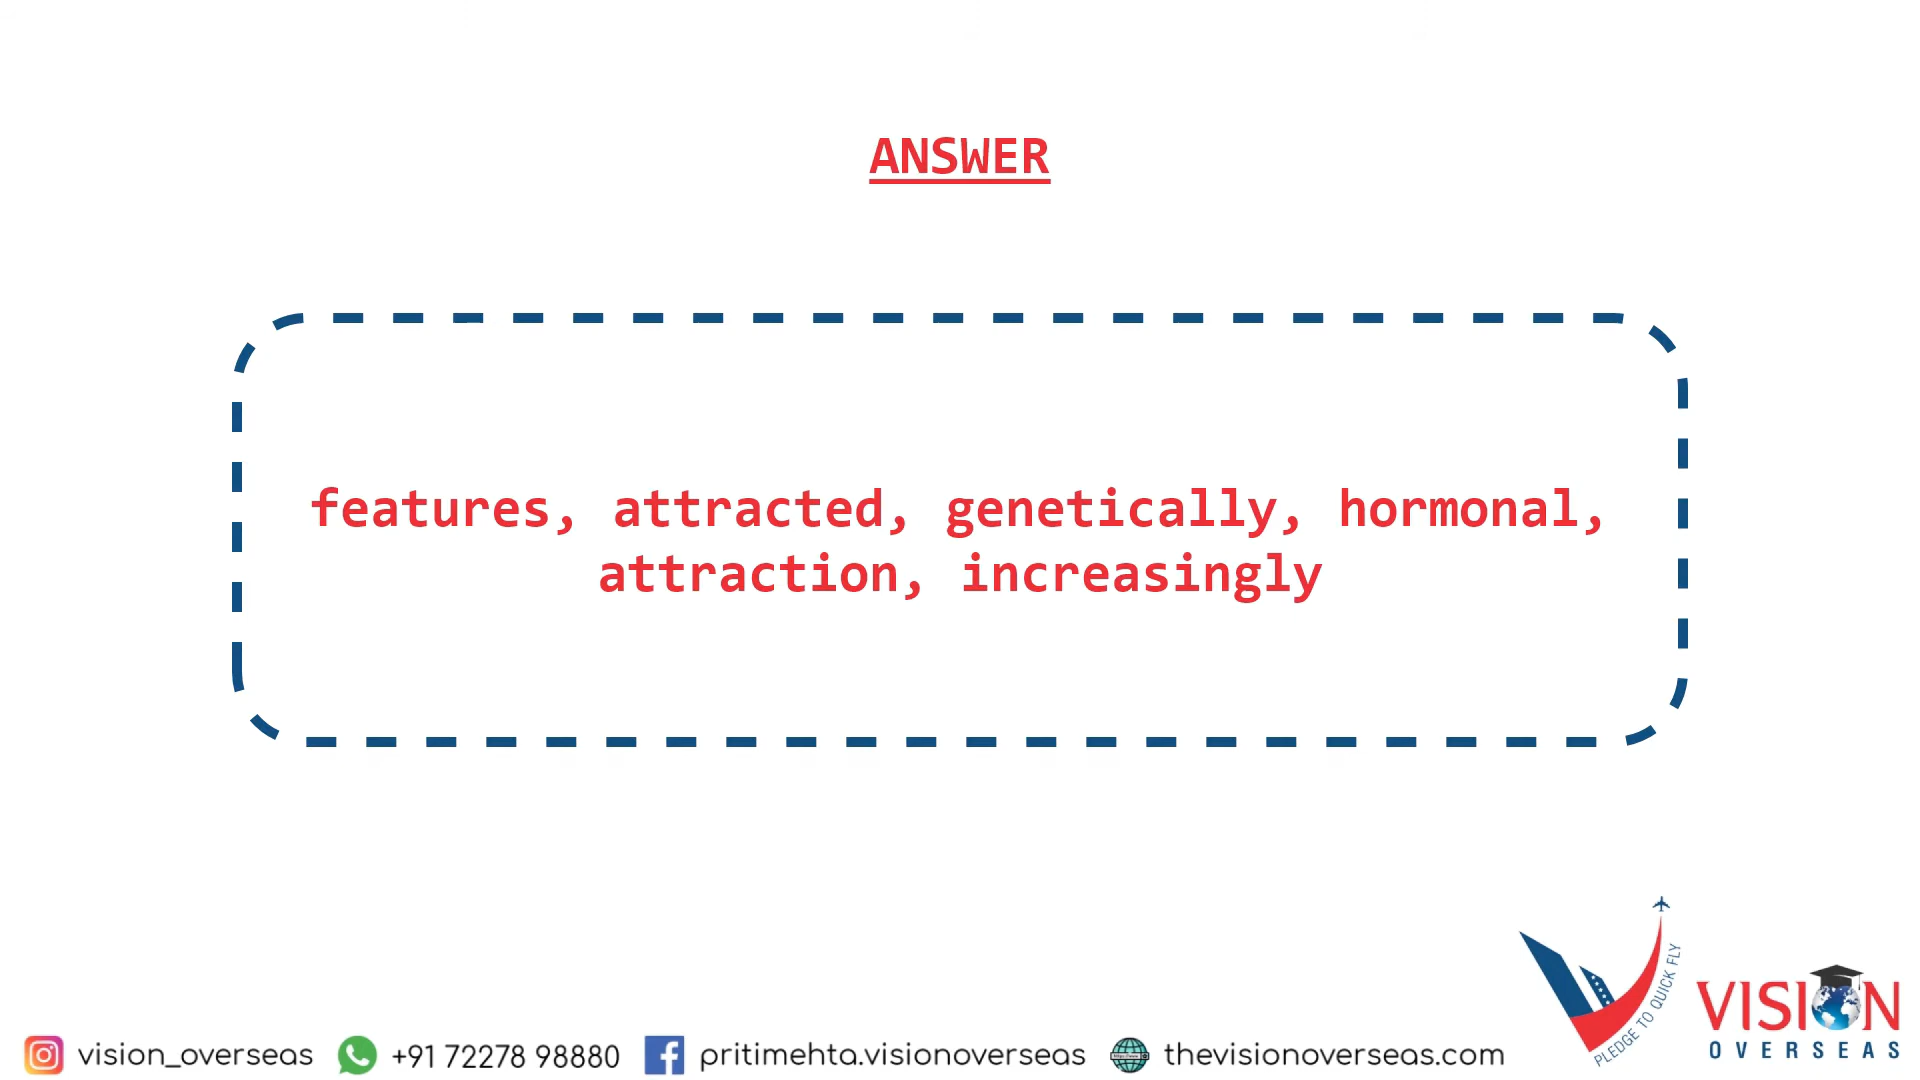 ANSWER
features, attracted, genetically, hormonal,
attraction, increasingly
PLEDGE TO QUICK FLY
VISION
OVERSEAS
vision_overseas +91 72278 98880 pritimehta.visionoverseas thevisionoverseas.com